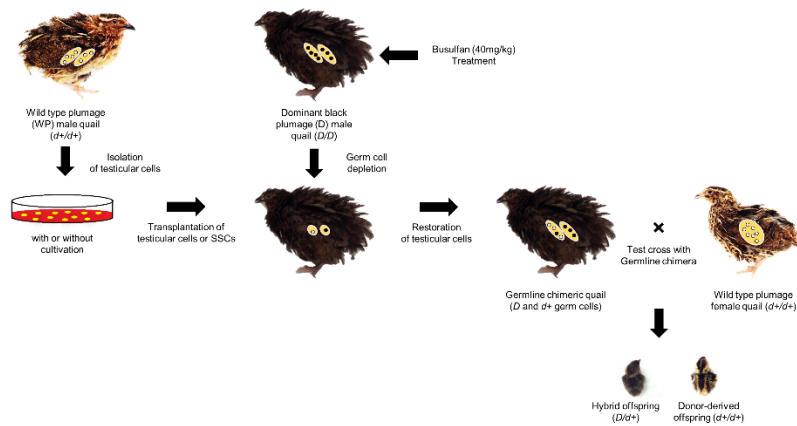 Busulfan (40mg/kg)
Treatment
Wild type plumage
(WP) male quail
(d+/d+)
Dominant black
plumage (D) male
quail (D/D)
Isolation
of testicular cells
Germ cell
depletion
with or without
cultivation
Transplantation of
testicular cells or SSCs
Restoration
of testicular cells
Test cross with
Germline chimera
Germline chimeric quail
(D and d+ germ cells)
Wild type plumage
female quail (d+/d+)
Hybrid offspring
(D/d+)
Donor-derived
offspring (d+/d+)